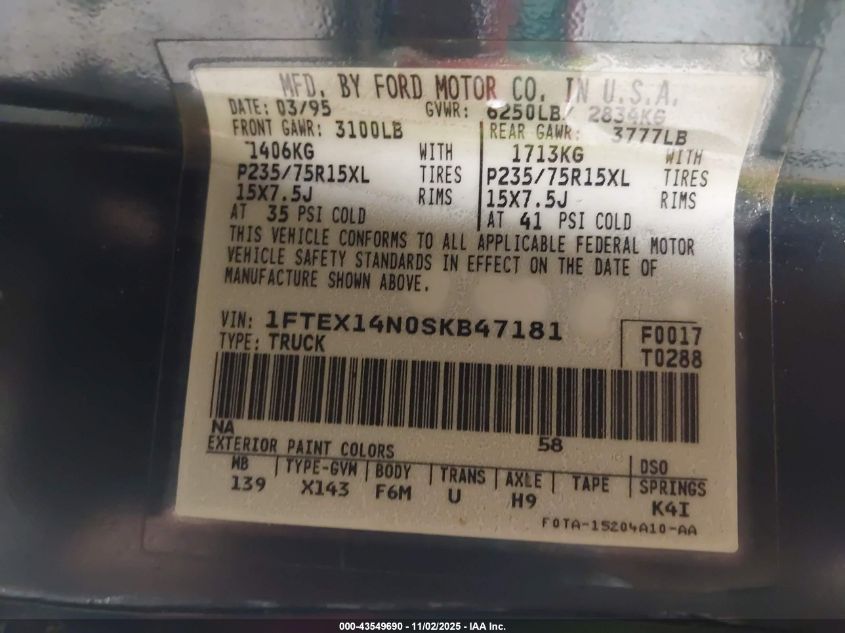 MFD. BY FORD MOTOR CO. IN U.S.A.
DATE: 03/95 GVWR: 6250LB/ 2834KG
FRONT GAWR: 3100LB REAR GAWR: 3777LB
1406KG WITH 1713KG WITH
P235/75R15XL TIRES P235/75R15XL TIRES
15X7.5J RIMS 15X7.5J RIMS
AT 35 PSI COLD AT 41 PSI COLD
THIS VEHICLE CONFORMS TO ALL APPLICABLE FEDERAL MOTOR
VEHICLE SAFETY STANDARDS IN EFFECT ON THE DATE OF
MANUFACTURE SHOWN ABOVE.
VIN: 1FTEX14N0SKB47181 F0017
TYPE: TRUCK T0288
NA 58
EXTERIOR PAINT COLORS DSO
WB TYPE-GVW BODY TRANS AXLE TAPE SPRINGS
139 X143 F6M U H9 K4I
F0TA-15204A10-AA
000-43549690 - 11/02/2025 - IAA Inc.